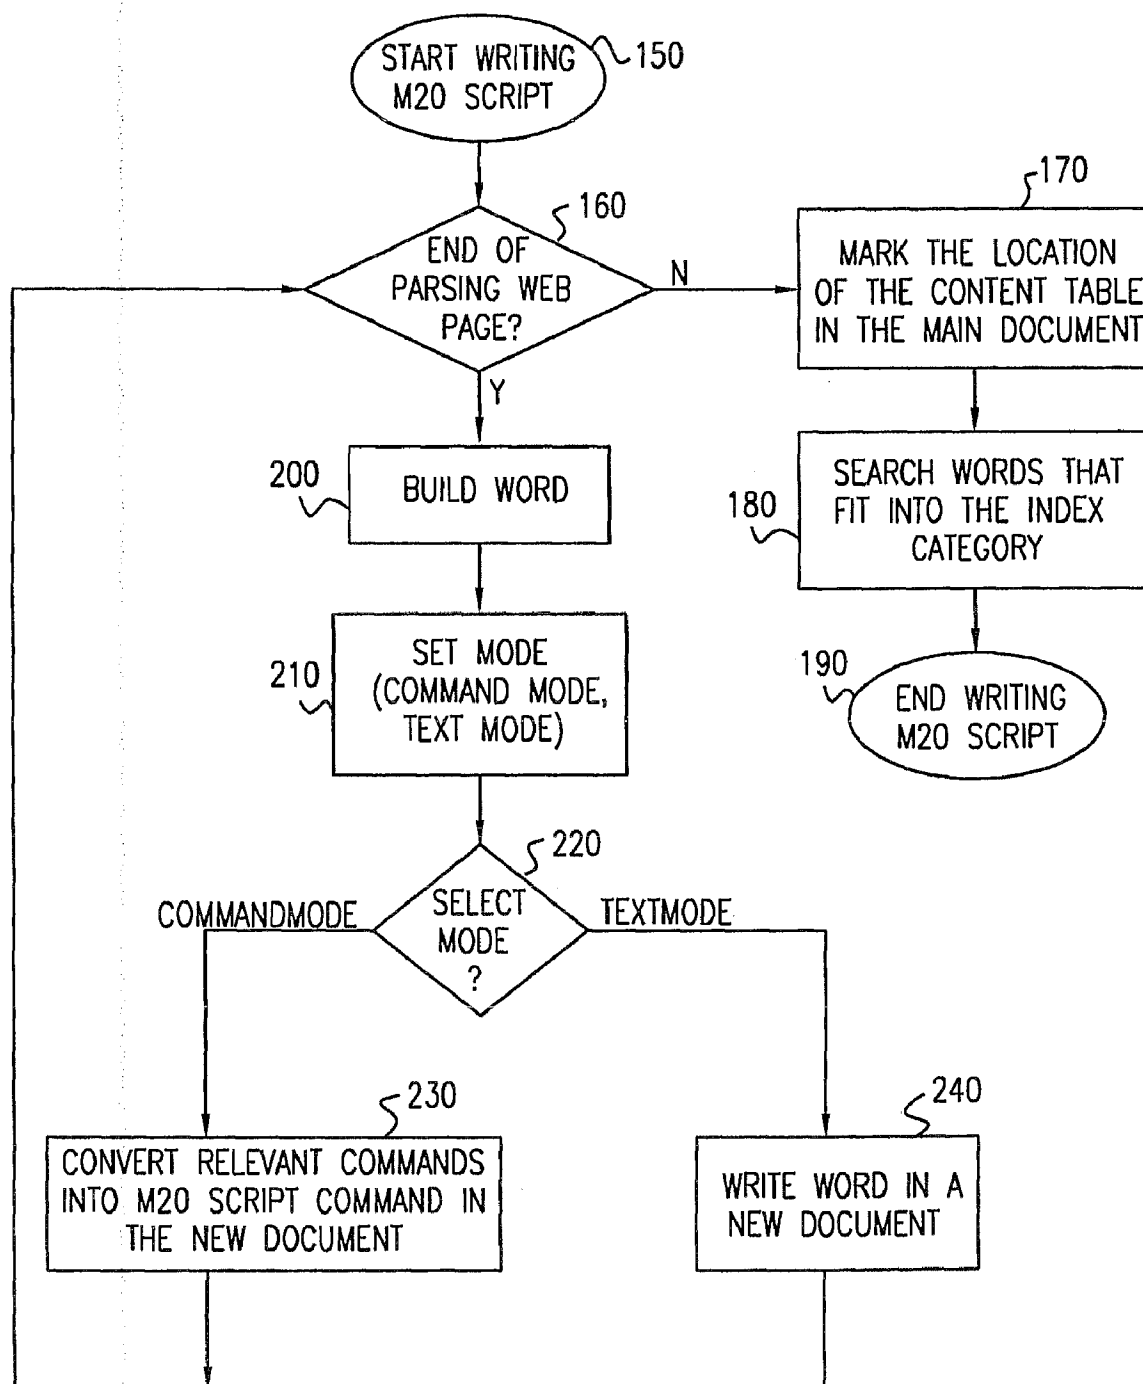 START WRITING
M20 SCRIPT
150
160
END OF
PARSING WEB
PAGE?
N
Y
170
MARK THE LOCATION
OF THE CONTENT TABLE
IN THE MAIN DOCUMENT
200
BUILD WORD
180
SEARCH WORDS THAT
FIT INTO THE INDEX
CATEGORY
210
SET MODE
(COMMAND MODE,
TEXT MODE)
190
END WRITING
M20 SCRIPT
220
COMMANDMODE
SELECT
MODE
?
TEXTMODE
230
CONVERT RELEVANT COMMANDS
INTO M20 SCRIPT COMMAND IN
THE NEW DOCUMENT
240
WRITE WORD IN A
NEW DOCUMENT